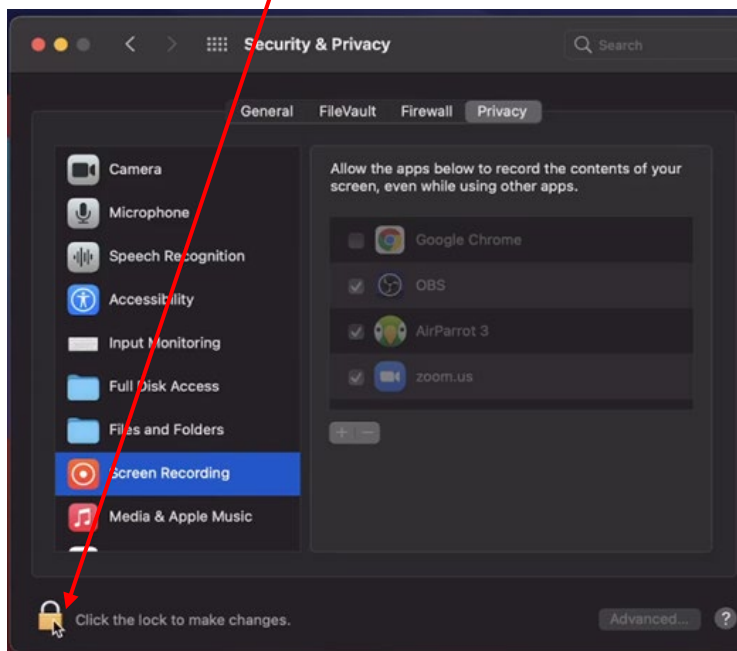 Security & Privacy
Search
General FileVault Firewall Privacy
Camera
Microphone
Speech Recognition
Accessibility
Input Monitoring
Full Disk Access
Files and Folders
Screen Recording
Media & Apple Music
Allow the apps below to record the contents of your
screen, even while using other apps.
Google Chrome
OBS
AirParrot 3
zoom.us
+ −
Click the lock to make changes.
Advanced...
?